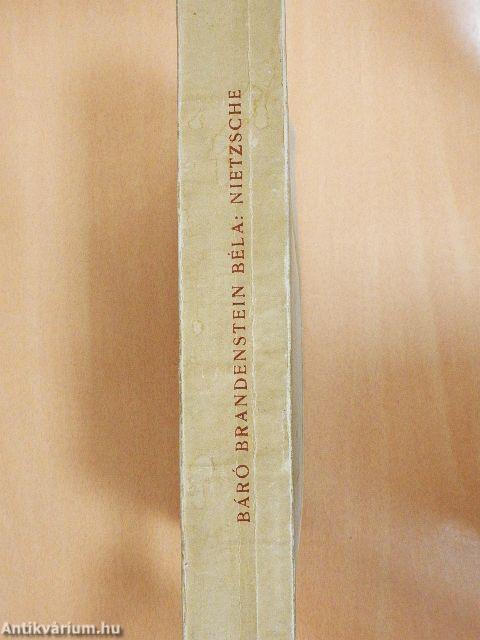 BÁRÓ BRANDENSTEIN BÉLA: NIETZSCHE
Antikvárium.hu